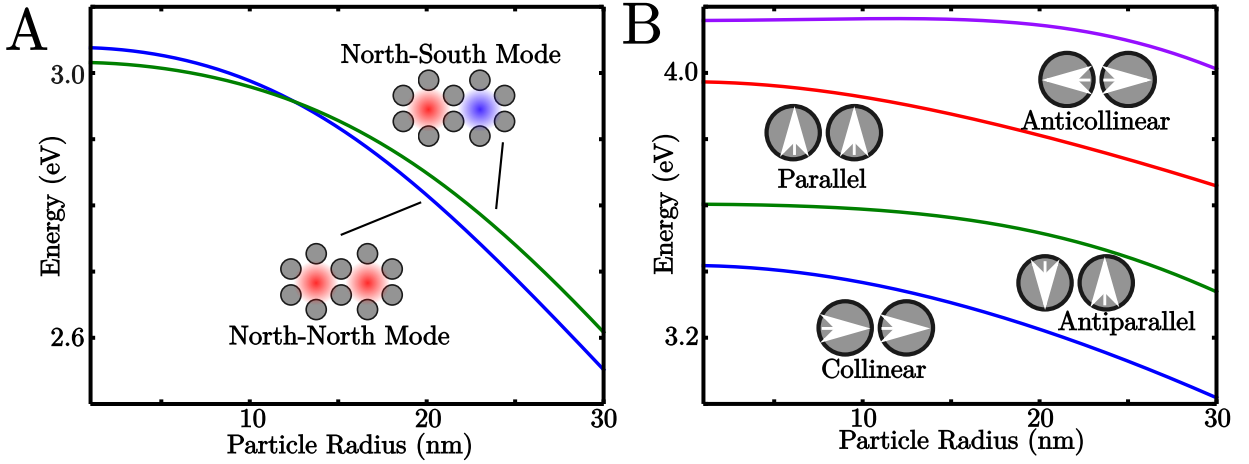 A
3.0
2.6
Energy (eV)
North-South Mode
North-North Mode
10
20
30
Particle Radius (nm)
B
4.0
3.2
Energy (eV)
Anticollinear
Parallel
Antiparallel
Collinear
10
20
30
Particle Radius (nm)